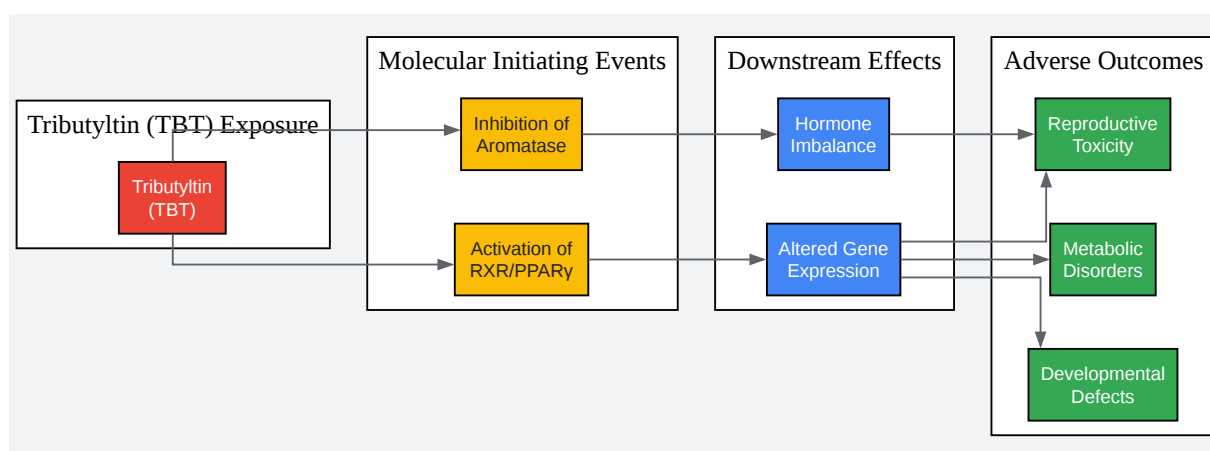 Tributyltin (TBT) Exposure
Tributyltin
(TBT)
Molecular Initiating Events
Inhibition of
Aromatase
Activation of
RXR/PPARγ
Downstream Effects
Hormone
Imbalance
Altered Gene
Expression
Adverse Outcomes
Reproductive
Toxicity
Metabolic
Disorders
Developmental
Defects